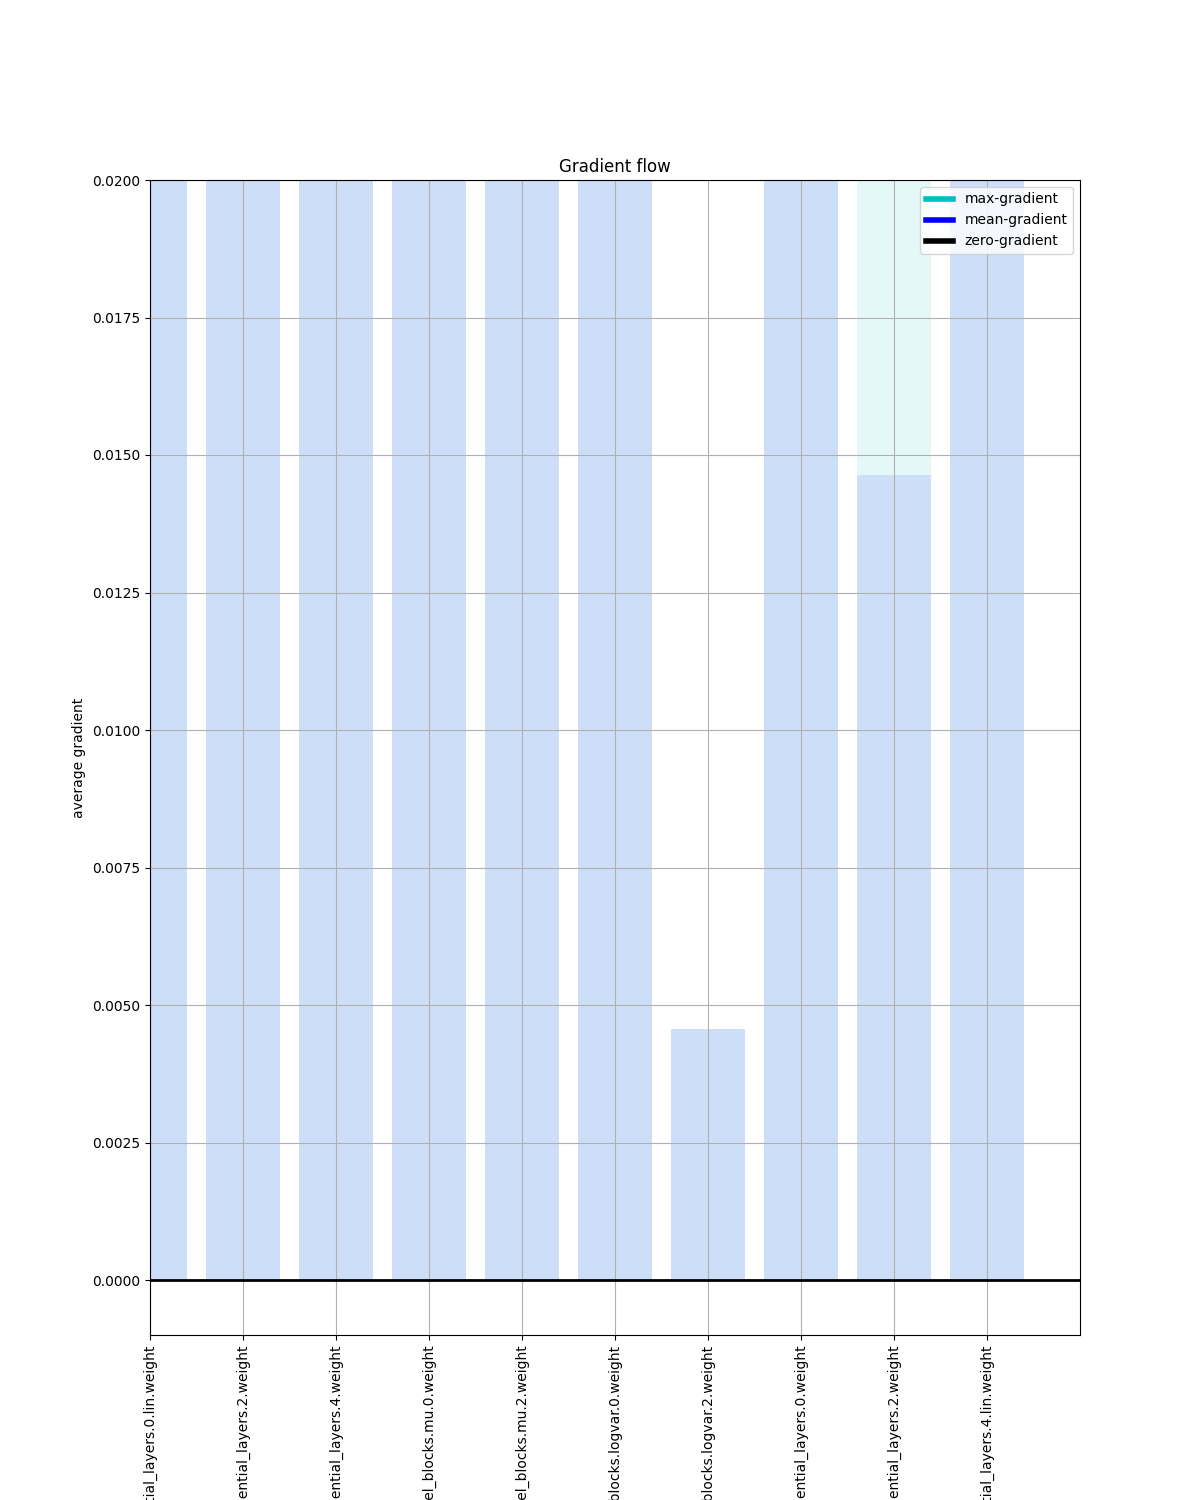 Gradient flow
max-gradient
mean-gradient
zero-gradient
0.0200
0.0175
0.0150
0.0125
0.0100
0.0075
0.0050
0.0025
0.0000
average gradient
tial_layers.0.lin.weight
ential_layers.2.weight
ential_layers.4.weight
el_blocks.mu.0.weight
el_blocks.mu.2.weight
blocks.logvar.0.weight
blocks.logvar.2.weight
ential_layers.0.weight
ential_layers.2.weight
tial_layers.4.lin.weight